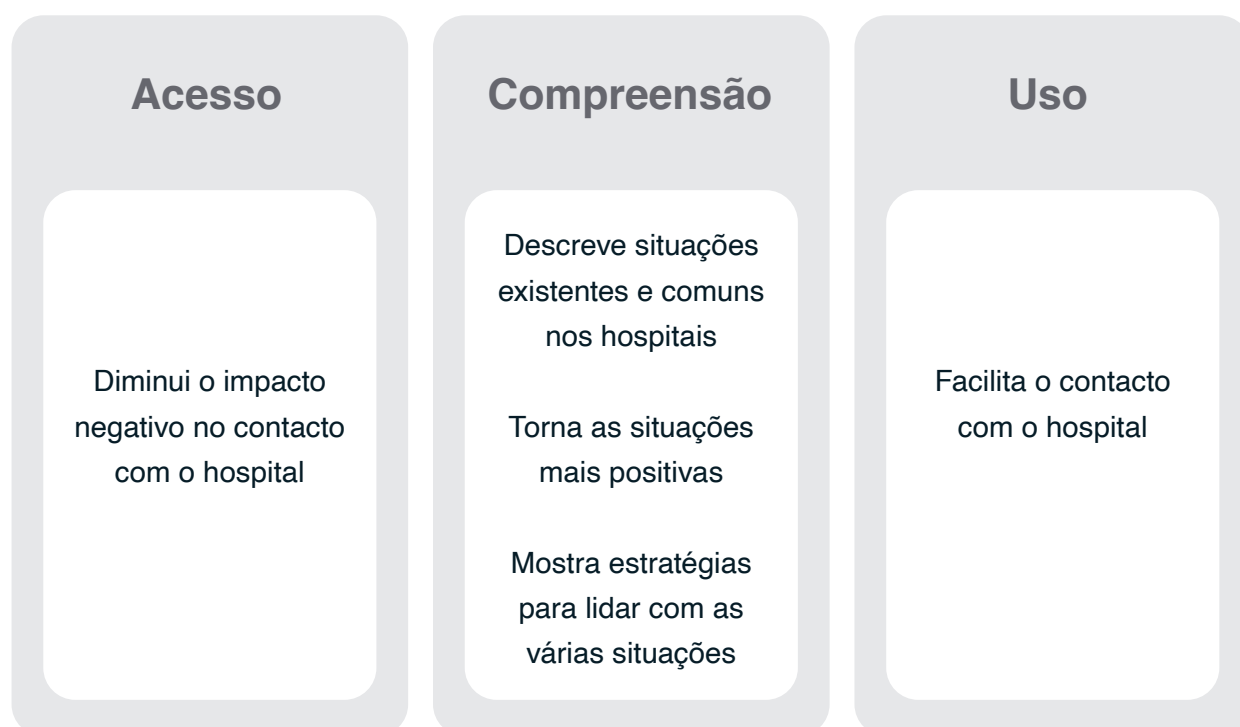 Acesso
Diminui o impacto
negativo no contacto
com o hospital
Compreensão
Descreve situações
existentes e comuns
nos hospitais
Torna as situações
mais positivas
Mostra estratégias
para lidar com as
várias situações
Uso
Facilita o contacto
com o hospital